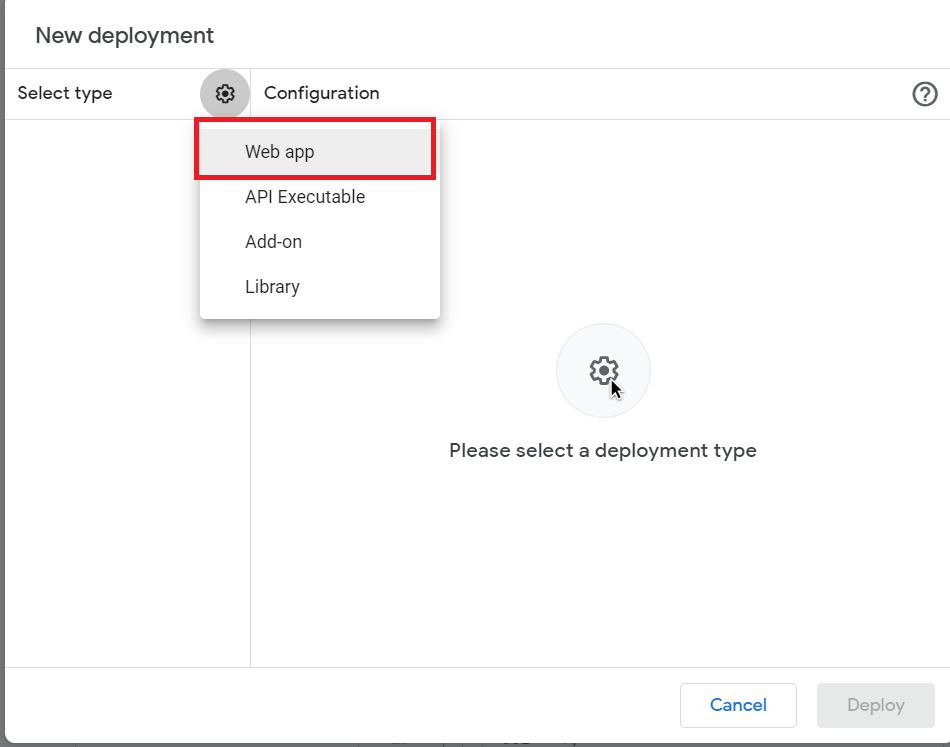 New deployment
Select type
Configuration
Web app
API Executable
Add-on
Library
Please select a deployment type
Cancel
Deploy